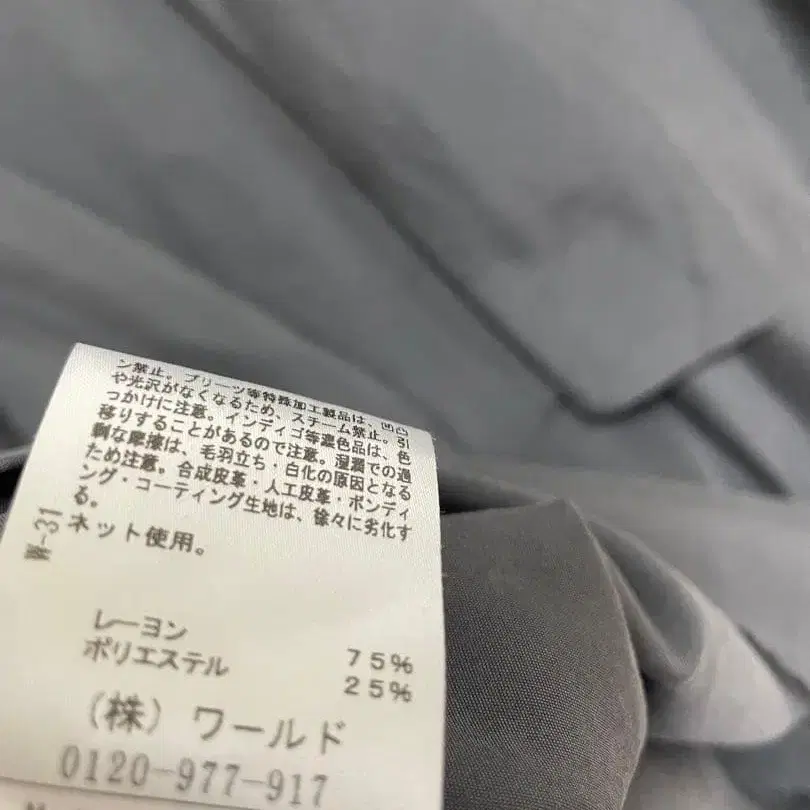 ン禁止。プリーツ等特殊加工製品は、凹凸
や光沢がなくなるため、スチーム禁止。引
っかけに注意。インディゴ等濃色品は、色
移りすることがあるので注意。湿潤での過
剰な摩擦は、毛羽立ち・白化の原因となる
ため注意。合成皮革・人工皮革・ボンディ
ング・コーティング生地は、徐々に劣化す
る。
ネット使用。
W-31
レーヨン 75%
ポリエステル 25%
(株) ワールド
0120-977-917